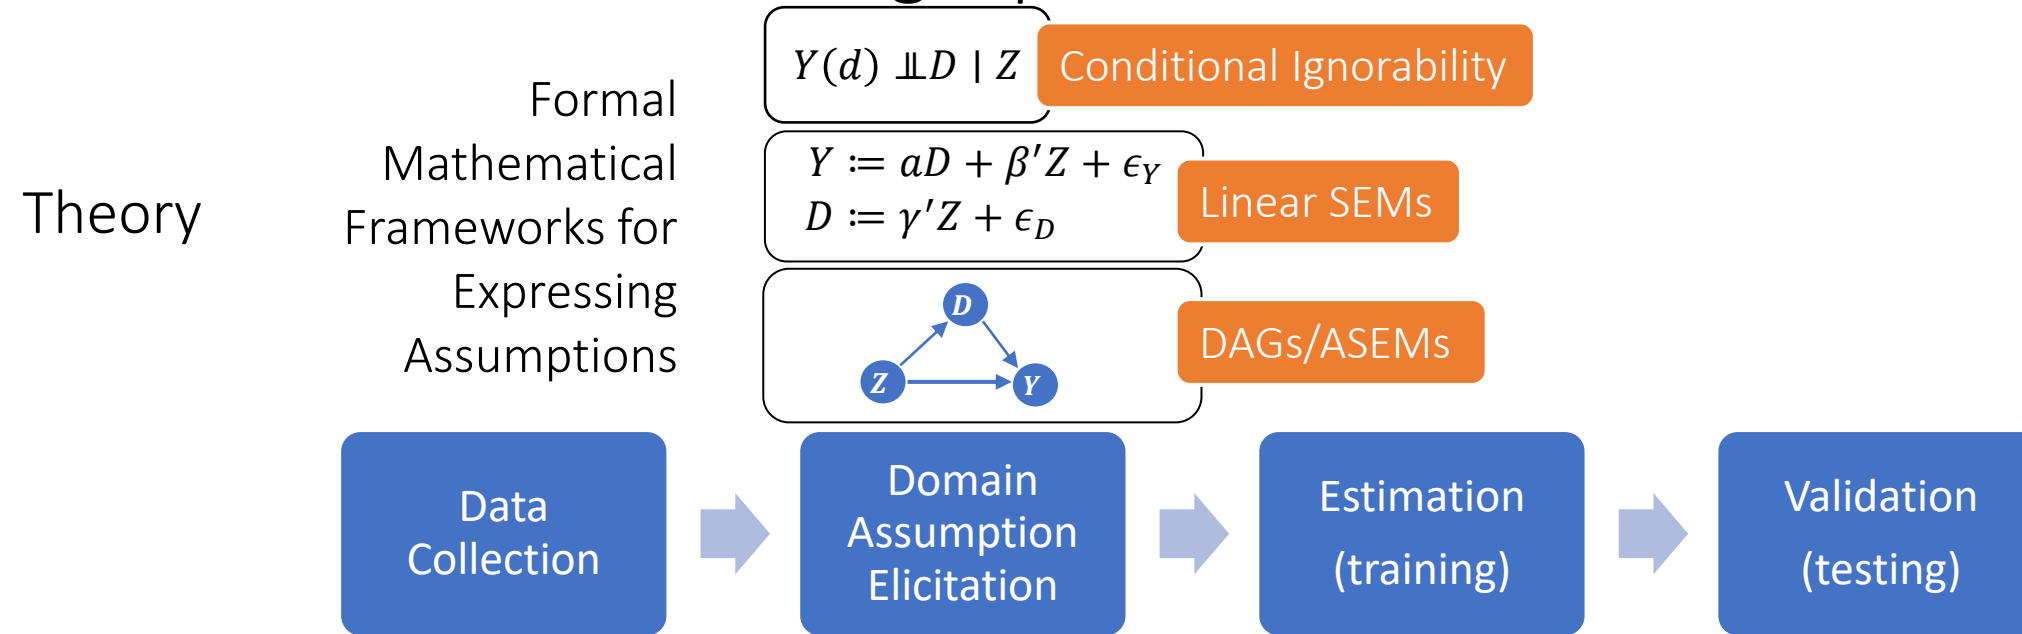 Theory
Formal
Mathematical
Frameworks for
Expressing
Assumptions
Y(d) ⫫D | Z
Conditional Ignorability
Y ≔ aD + β′Z + ϵ_Y
D ≔ γ′Z + ϵ_D
Linear SEMs
D
Z
Y
DAGs/ASEMs
Data
Collection
Domain
Assumption
Elicitation
Estimation
(training)
Validation
(testing)